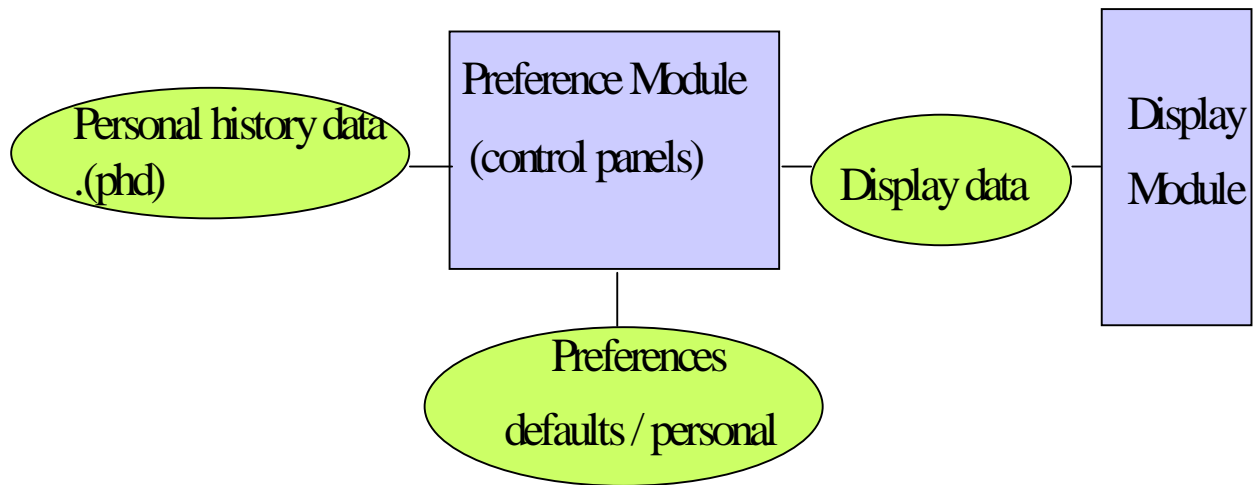 Personal history data
.(phd)
Preference Module
(control panels)
Display data
Display
Module
Preferences
defaults / personal